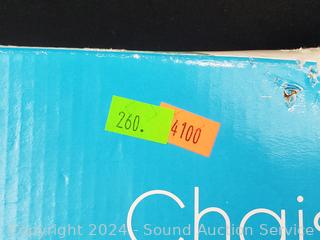 260. 4100
Chais
Copyright 2024 - Sound Auction Service